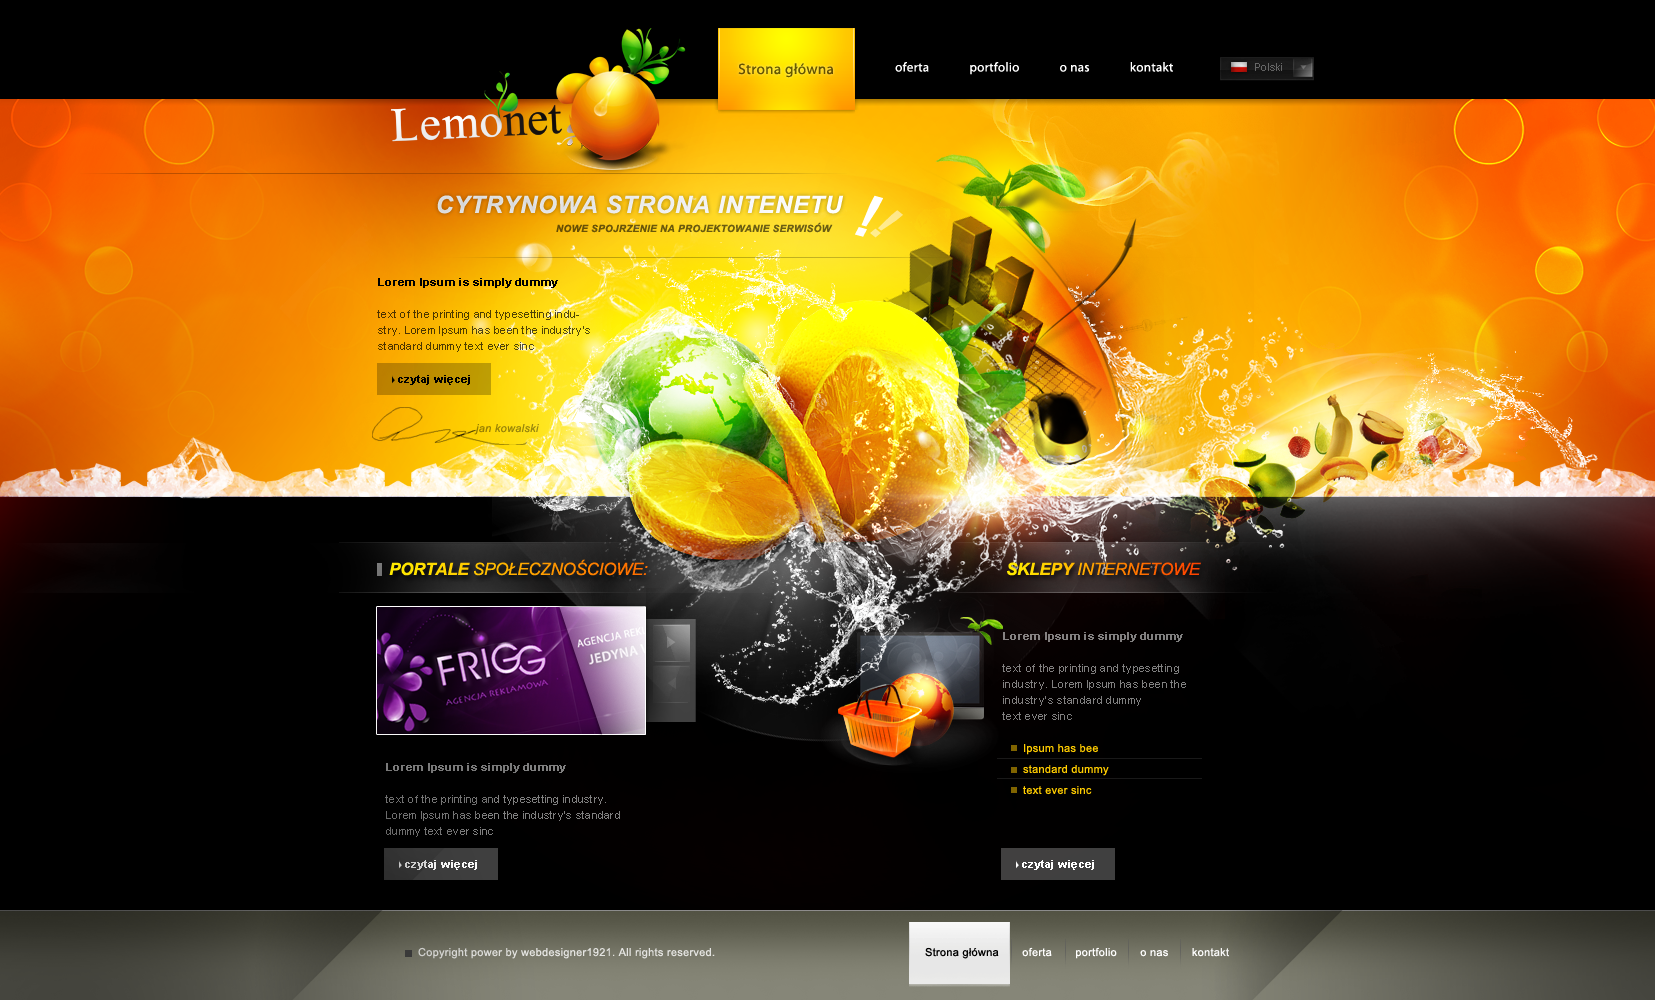 Strona główna
oferta
portfolio
o nas
kontakt
Polski
Lemonet
CYTRYNOWA STRONA INTENETU !
NOWE SPOJRZENIE NA PROJEKTOWANIE SERWISÓW
Lorem Ipsum is simply dummy
text of the printing and typesetting indu-
stry. Lorem Ipsum has been the industry's
standard dummy text ever sinc
czytaj więcej
jan kowalski
PORTALE SPOŁECZNOŚCIOWE:
FRIGG
AGENCJA REKLAMOWA
AGENCJA REKL
JEDYNA
Lorem Ipsum is simply dummy
text of the printing and typesetting industry.
Lorem Ipsum has been the industry's standard
dummy text ever sinc
czytaj więcej
SKLEPY INTERNETOWE
Lorem Ipsum is simply dummy
text of the printing and typesetting
industry. Lorem Ipsum has been the
industry's standard dummy
text ever sinc
Ipsum has bee
standard dummy
text ever sinc
czytaj więcej
Copyright power by webdesigner1921. All rights reserved.
Strona główna
oferta
portfolio
o nas
kontakt